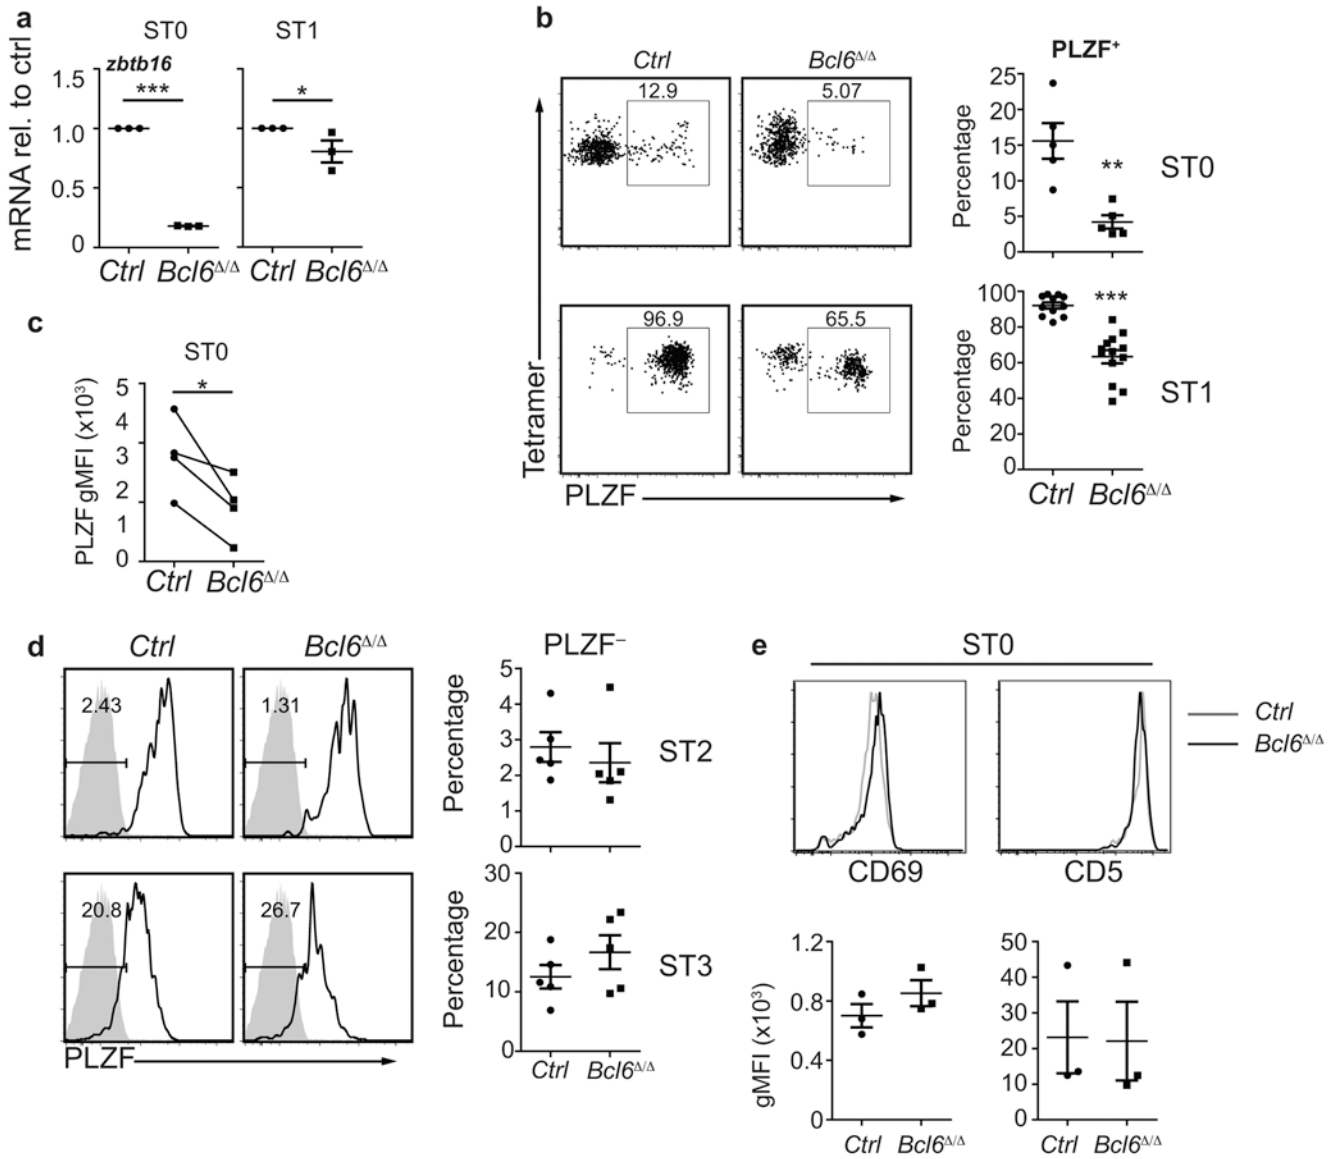 a
ST0
ST1
mRNA rel. to ctrl
1.5
1.0
0.5
0
zbtb16
***
*
Ctrl
Bcl6Δ/Δ
Ctrl
Bcl6Δ/Δ
b
Ctrl
Bcl6Δ/Δ
12.9
5.07
96.9
65.5
Tetramer
PLZF
PLZF+
Percentage
25
20
15
10
5
0
**
ST0
Percentage
100
80
60
40
20
0
***
ST1
Ctrl
Bcl6Δ/Δ
c
ST0
PLZF gMFI (x10³)
5
4
3
2
1
0
*
Ctrl
Bcl6Δ/Δ
d
Ctrl
Bcl6Δ/Δ
2.43
1.31
20.8
26.7
PLZF
PLZF–
Percentage
5
4
3
2
1
0
ST2
Percentage
30
20
10
0
ST3
Ctrl
Bcl6Δ/Δ
e
ST0
Ctrl
Bcl6Δ/Δ
CD69
CD5
gMFI (x10³)
1.2
0.8
0.4
0
Ctrl
Bcl6Δ/Δ
50
40
30
20
10
0
Ctrl
Bcl6Δ/Δ